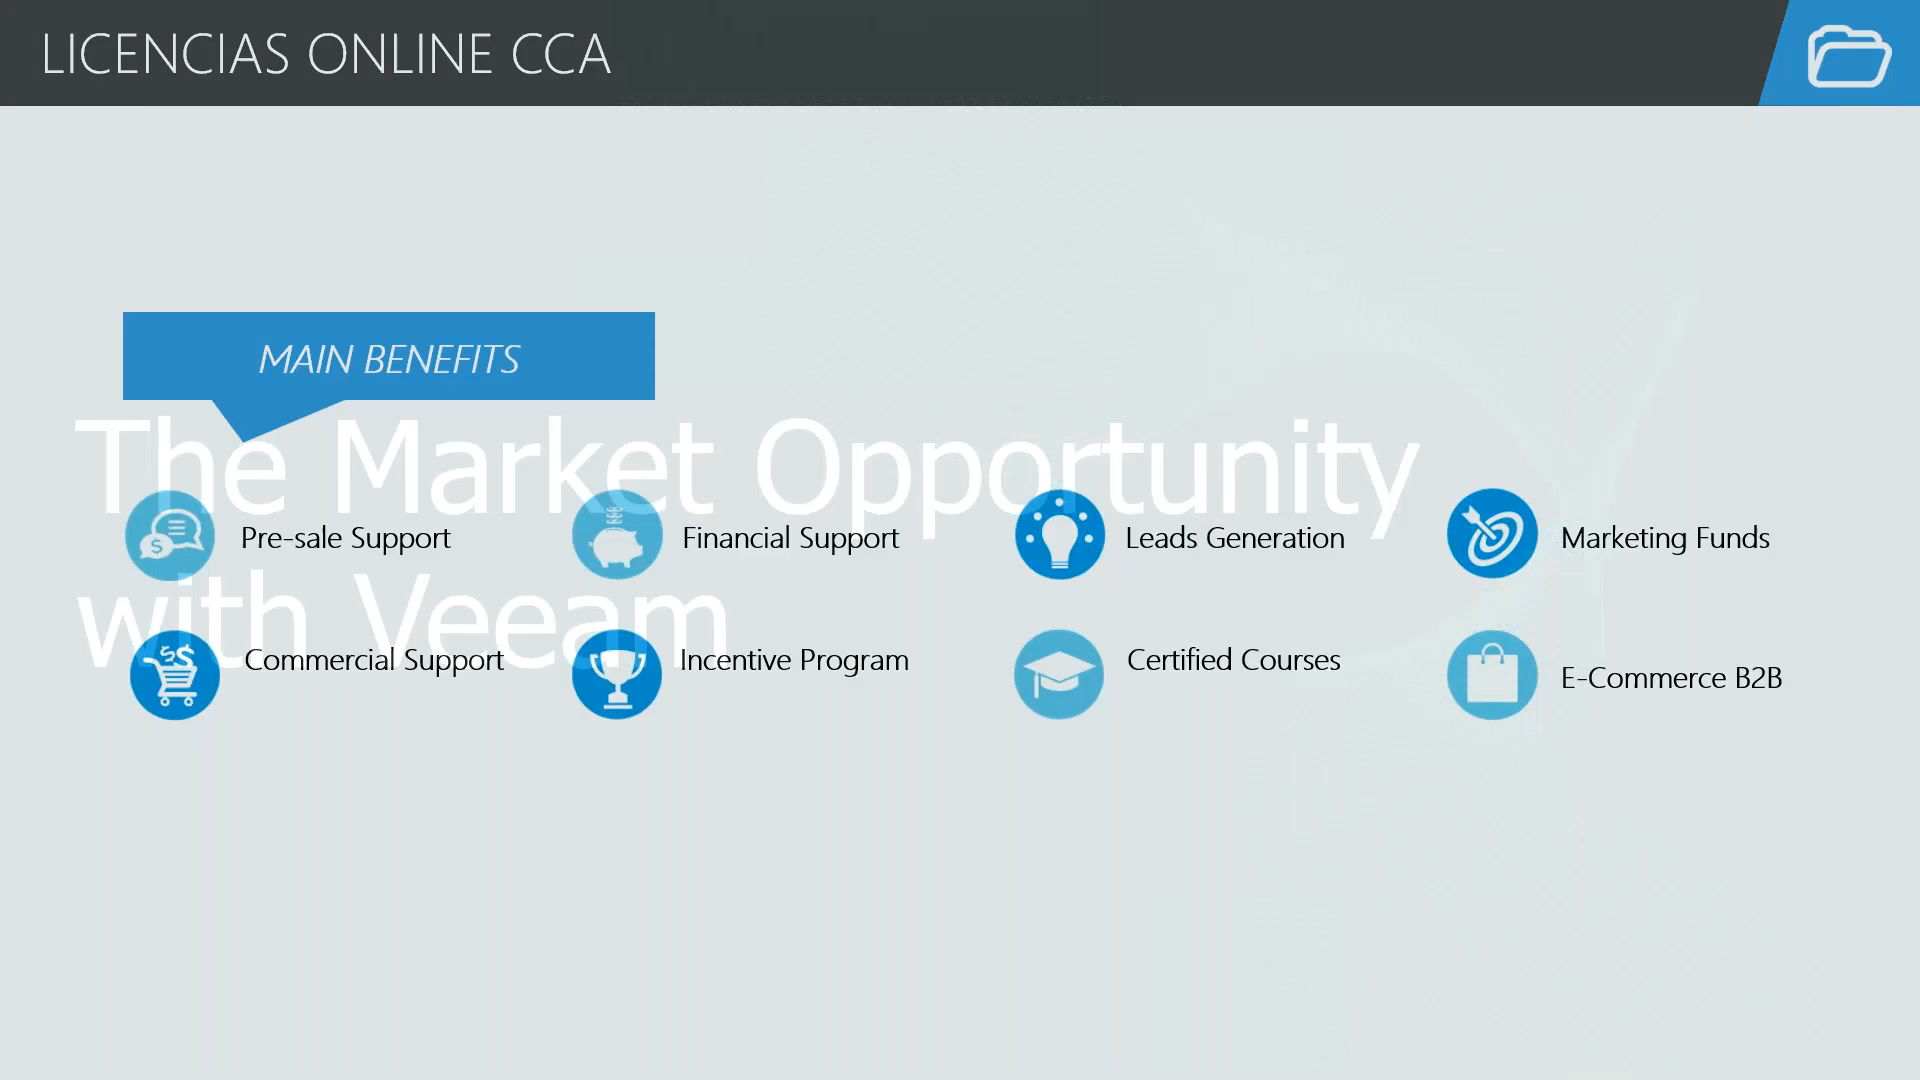 LICENCIAS ONLINE CCA
MAIN BENEFITS
The Market Opportunity
with Veeam
Pre-sale Support
Financial Support
Leads Generation
Marketing Funds
Commercial Support
Incentive Program
Certified Courses
E-Commerce B2B